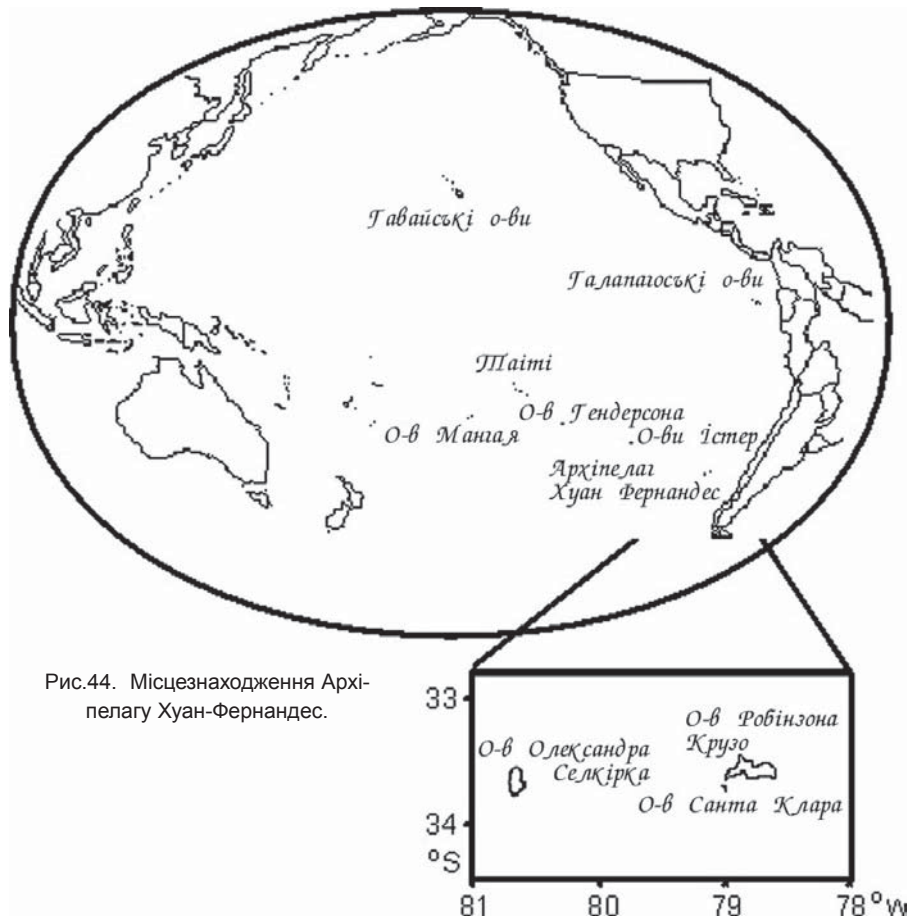 Гавайські о-ви
Галапагоські о-ви
Таіті
О-в Гендерсона
О-в Мангая
О-ви Істер
Архіпелаг
Хуан Фернандес
Рис.44. Місцезнаходження Архі-
пелагу Хуан-Фернандес.
33
О-в Робінзона
Крузо
О-в Олександра
Селкірка
О-в Санта Клара
34
°S
81 80 79 78°W